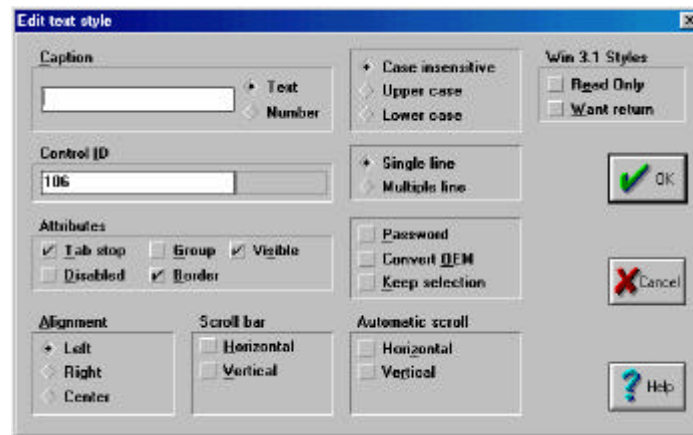 Edit text style
Caption
Text
Number
Case insensitive
Upper case
Lower case
Win 3.1 Styles
Read Only
Want return
Control ID
106
Single line
Multiple line
OK
Attributes
Tab stop Group Visible
Disabled Border
Password
Convert OEM
Keep selection
Cancel
Alignment
Left
Right
Center
Scroll bar
Horizontal
Vertical
Automatic scroll
Horizontal
Vertical
Help